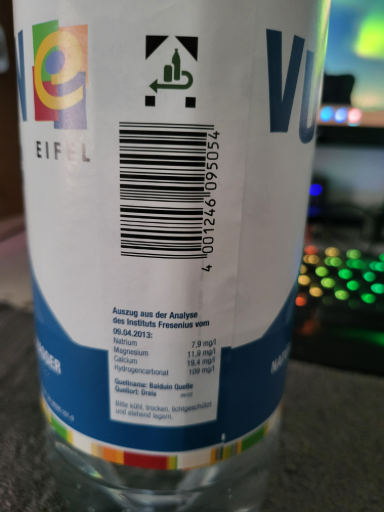 e
EIFEL
VU
4 001246 095054
Auszug aus der Analyse
des Instituts Fresenius vom
09.04.2013:
Natrium 7,9 mg/l
Magnesium 11,9 mg/l
Calcium 19,4 mg/l
Hydrogencarbonat 109 mg/l
Quellname: Balduin Quelle
Quellort: Dreis
Bitte kühl, trocken, lichtgeschützt
und stehend lagern.